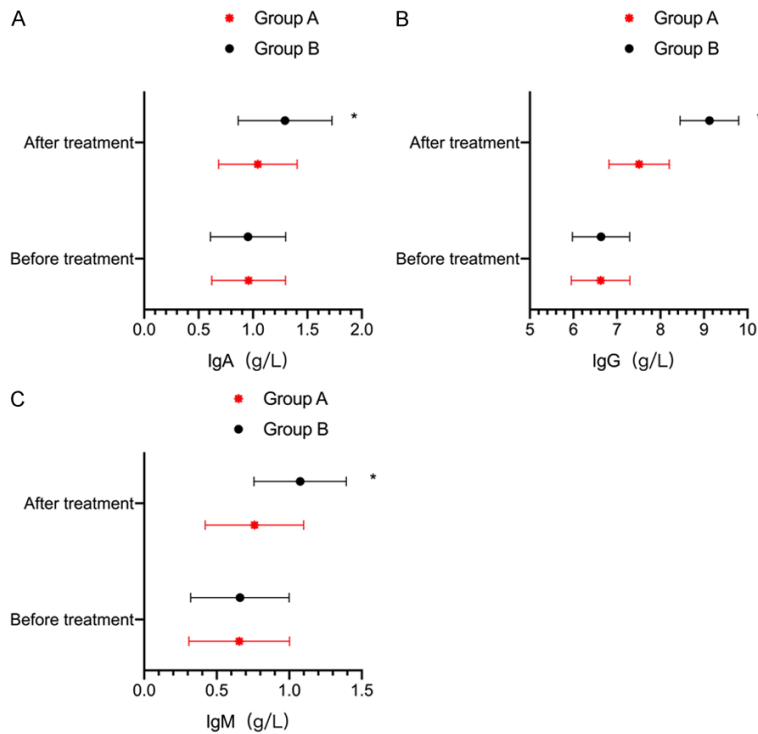 A
Group A
Group B
*
After treatment
Before treatment
0.0 0.5 1.0 1.5 2.0
IgA (g/L)
B
Group A
Group B
*
After treatment
Before treatment
5 6 7 8 9 10
IgG (g/L)
C
Group A
Group B
*
After treatment
Before treatment
0.0 0.5 1.0 1.5
IgM (g/L)